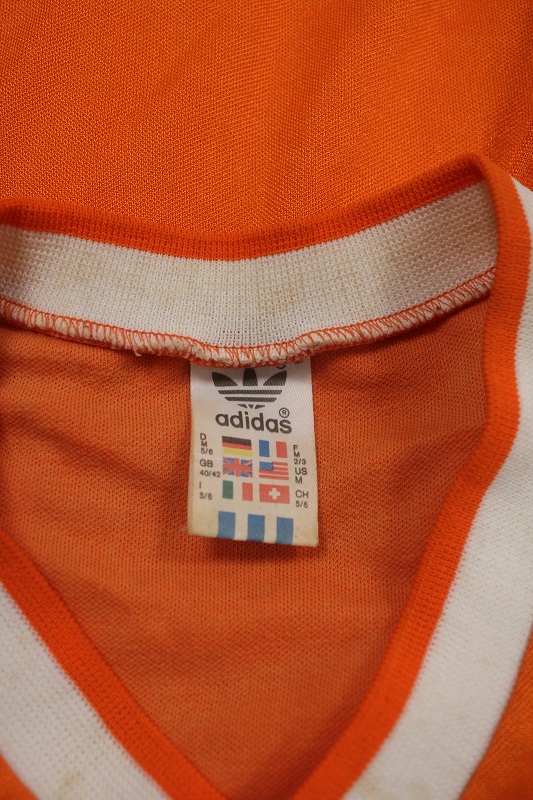 adidas®
D 5/6 F 2/3
GB 40/42 US M
I 5/6 CH 5/6